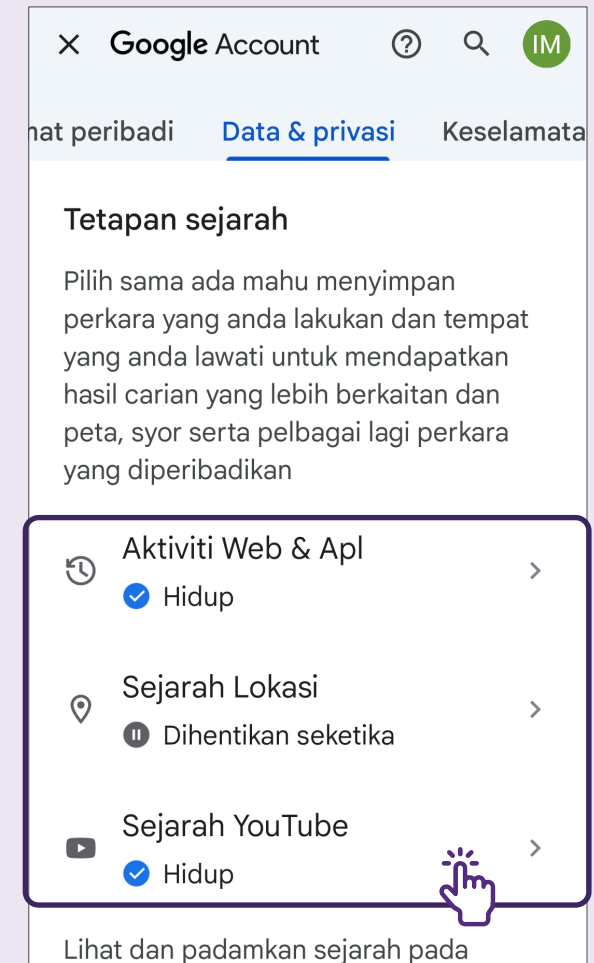 Google Account
IM
mat peribadi
Data & privasi
Keselamata
Tetapan sejarah
Pilih sama ada mahu menyimpan
perkara yang anda lakukan dan tempat
yang anda lawati untuk mendapatkan
hasil carian yang lebih berkaitan dan
peta, syor serta pelbagai lagi perkara
yang diperibadikan
Aktiviti Web & Apl
Hidup
Sejarah Lokasi
Dihentikan seketika
Sejarah YouTube
Hidup
Lihat dan padamkan sejarah pada